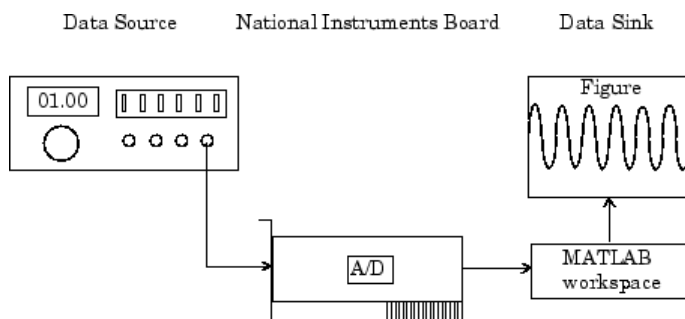 Data Source
National Instruments Board
Data Sink
01.00
Figure
A/D
MATLAB
workspace